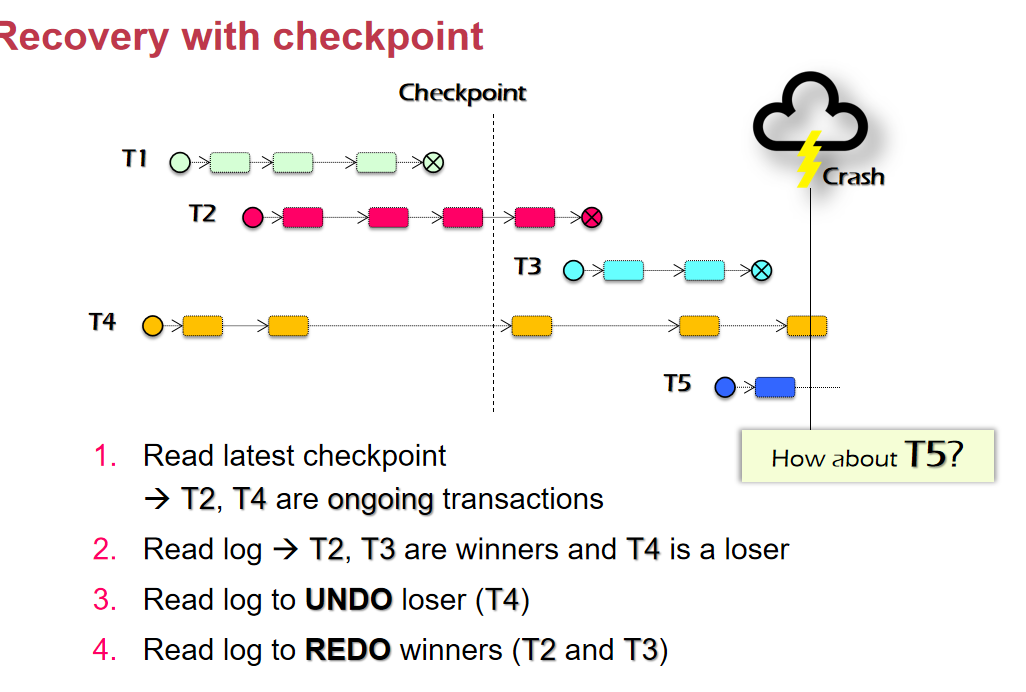 Recovery with checkpoint
Checkpoint
Crash
T1
T2
T3
T4
T5
How about T5?
1. Read latest checkpoint
→ T2, T4 are ongoing transactions
2. Read log → T2, T3 are winners and T4 is a loser
3. Read log to UNDO loser (T4)
4. Read log to REDO winners (T2 and T3)